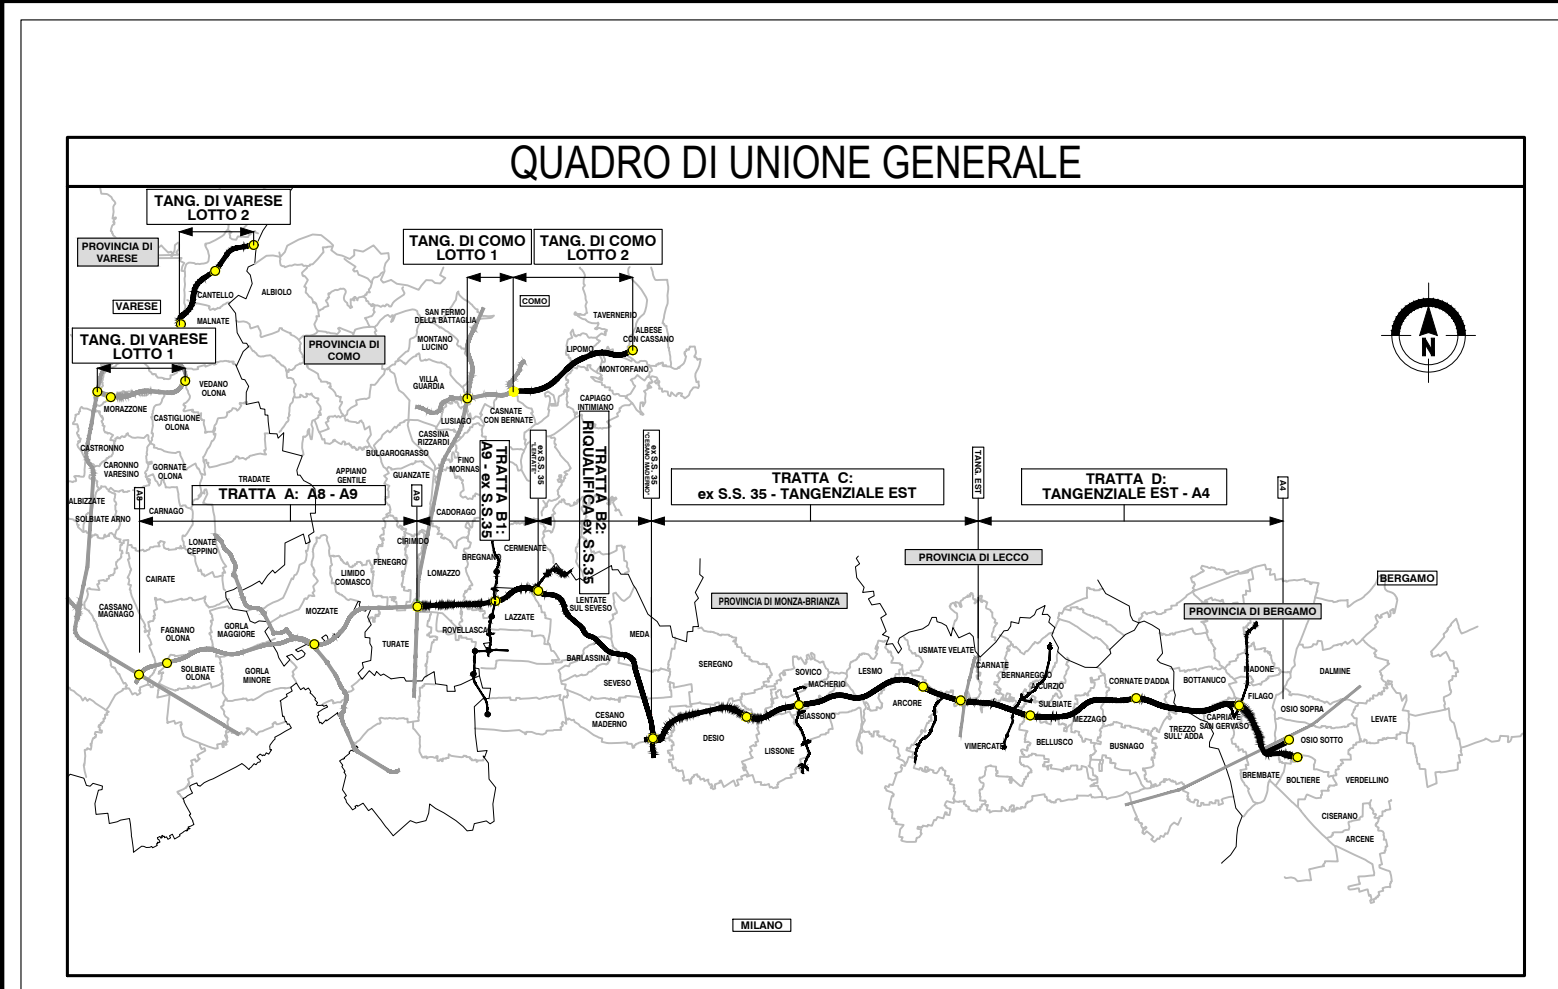 QUADRO DI UNIONE GENERALE
TANG. DI VARESE
LOTTO 2
PROVINCIA DI
VARESE
CANTELLO
ALBIOLO
VARESE
MALNATE
TANG. DI VARESE
LOTTO 1
VEDANO
OLONA
MORAZZONE
CASTIGLIONE
OLONA
PROVINCIA DI
COMO
TANG. DI COMO
LOTTO 1
TANG. DI COMO
LOTTO 2
COMO
SAN FERMO
DELLA BATTAGLIA
MONTANO
LUCINO
VILLA
GUARDIA
TAVERNERIO
ALBESE
CON CASSANO
LIPOMO
MONTORFANO
CAPIAGO
INTIMIANO
CASNATE
CON BERNATE
LUSIAGO
CASSINA
RIZZARDI
BULGAROGRASSO
FINO
MORNAS
GUANZATE
APPIANO
GENTILE
CASTRONNO
CARONNO
VARESINO
GORNATE
OLONA
TRADATE
ALBIZZATE
SOLBIATE ARNO
CARNAGO
A8
TRATTA A: A8 - A9
A9
TRATTA B1:
A9 - ex S.S.35
ex S.S. 35
"LENTATE"
TRATTA B2:
RIQUALIFICA ex S.S.35
ex S.S. 35
"CESANO MADERNO"
TRATTA C:
ex S.S. 35 - TANGENZIALE EST
TANG. EST
TRATTA D:
TANGENZIALE EST - A4
A4
N
CADORAGO
CIRIMIDO
CERMENATE
BREGNANO
LONATE
CEPPINO
FENEGRO
LOMAZZO
LIMIDO
COMASCO
CAIRATE
MOZZATE
CASSANO
MAGNAGO
FAGNANO
OLONA
GORLA
MAGGIORE
SOLBIATE
OLONA
GORLA
MINORE
TURATE
ROVELLASCA
LAZZATE
LENTATE
SUL SEVESO
MEDA
BARLASSINA
SEVESO
CESANO
MADERNO
PROVINCIA DI MONZA-BRIANZA
PROVINCIA DI LECCO
PROVINCIA DI BERGAMO
BERGAMO
SEREGNO
DESIO
SOVICO
MACHERIO
BIASSONO
LISSONE
LESMO
ARCORE
USMATE VELATE
CARNATE
BERNAREGGIO
AICURZIO
SULBIATE
MEZZAGO
VIMERCATE
BELLUSCO
BUSNAGO
CORNATE D'ADDA
BOTTANUCO
TREZZO
SULL' ADDA
CAPRIATE
SAN GERVASO
MADONE
FILAGO
DALMINE
OSIO SOPRA
LEVATE
OSIO SOTTO
BREMBATE
BOLTIERE
VERDELLINO
CISERANO
ARCENE
MILANO